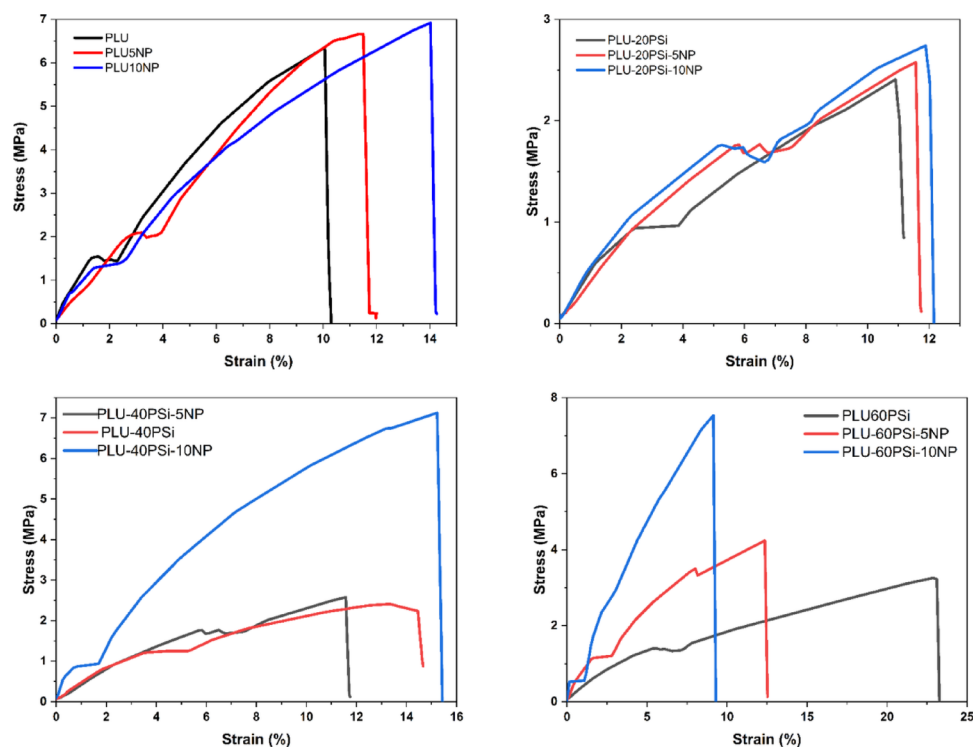 7
6
5
4
3
2
1
0
Stress (MPa)
PLU
PLU5NP
PLU10NP
0 2 4 6 8 10 12 14
Strain (%)
3
2
1
0
Stress (MPa)
PLU-20PSi
PLU-20PSi-5NP
PLU-20PSi-10NP
0 2 4 6 8 10 12
Strain (%)
7
6
5
4
3
2
1
0
Stress (MPa)
PLU-40PSi-5NP
PLU-40PSi
PLU-40PSi-10NP
0 2 4 6 8 10 12 14 16
Strain (%)
8
6
4
2
0
Stress (MPa)
PLU60PSi
PLU-60PSi-5NP
PLU-60PSi-10NP
0 5 10 15 20 25
Strain (%)